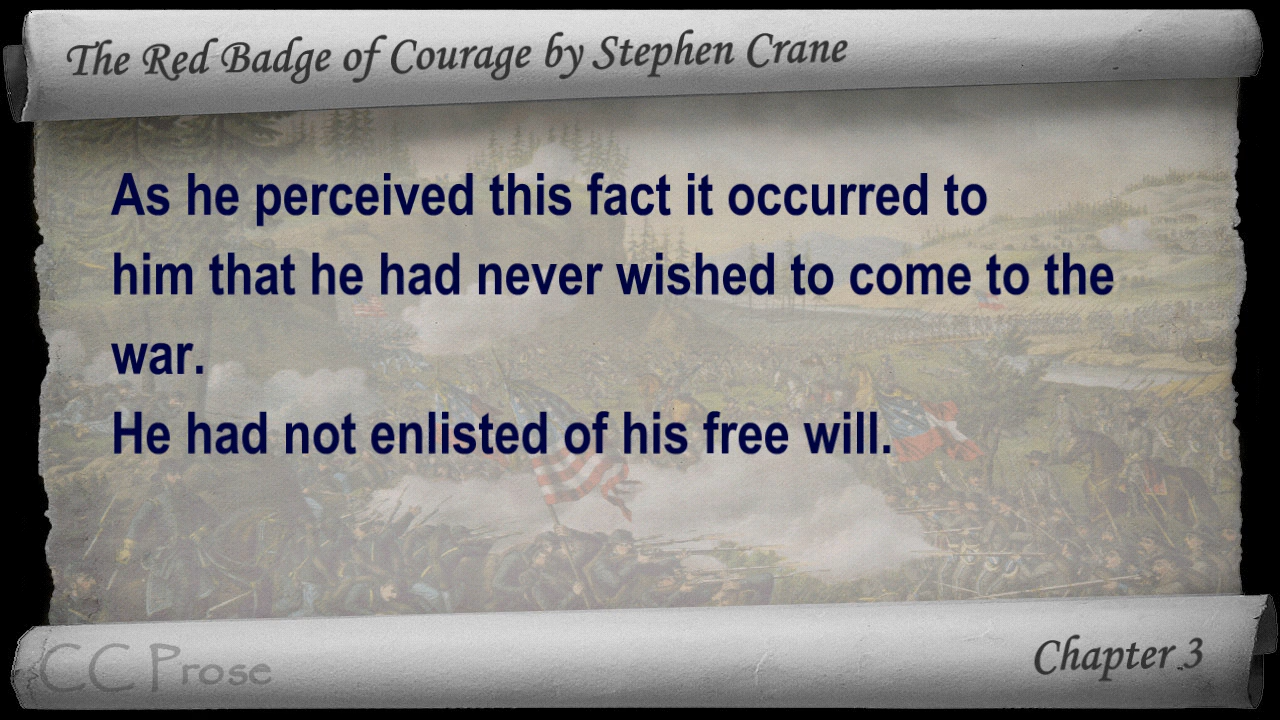 The Red Badge of Courage by Stephen Crane
As he perceived this fact it occurred to
him that he had never wished to come to the
war.
He had not enlisted of his free will.
CC Prose
Chapter 3